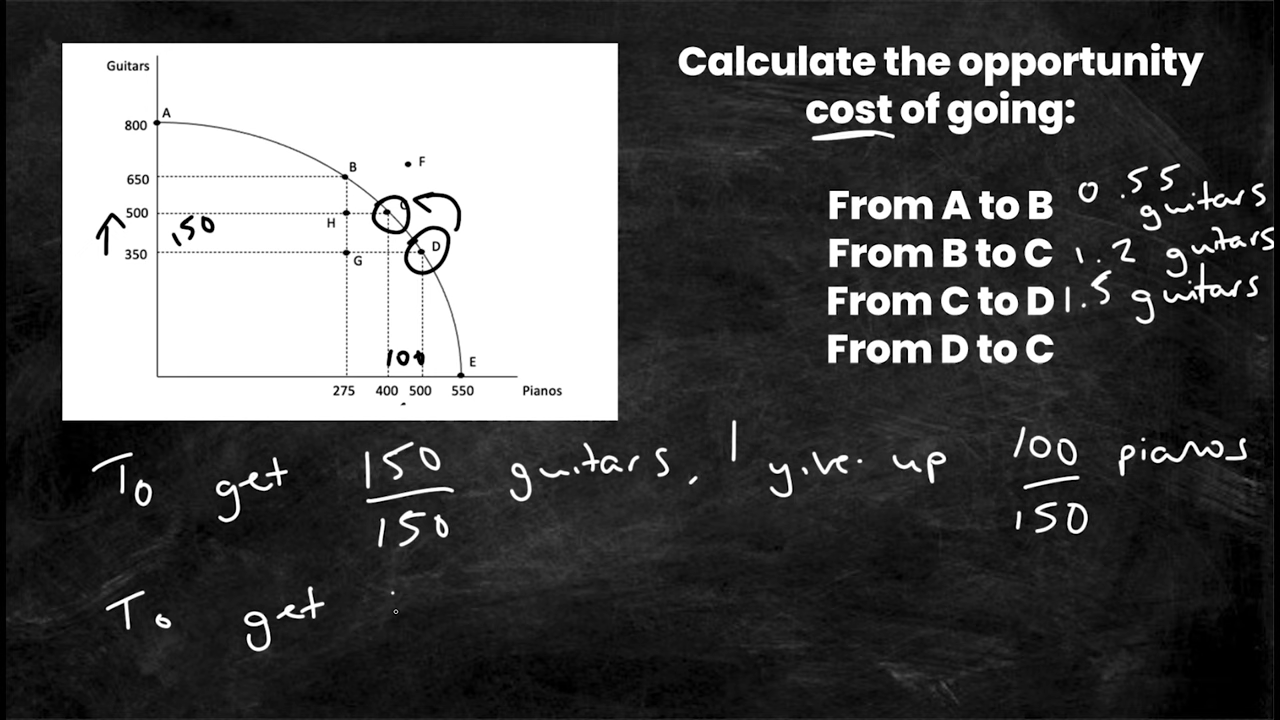 Guitars
A
800
B
F
650
C
500
150
H
D
350
G
100
E
275 400 500 550 Pianos
Calculate the opportunity
cost of going:
From A to B 0.55 guitars
From B to C 1.2 guitars
From C to D 1.5 guitars
From D to C
To get 150/150 guitars, I give up 100/150 pianos
To get